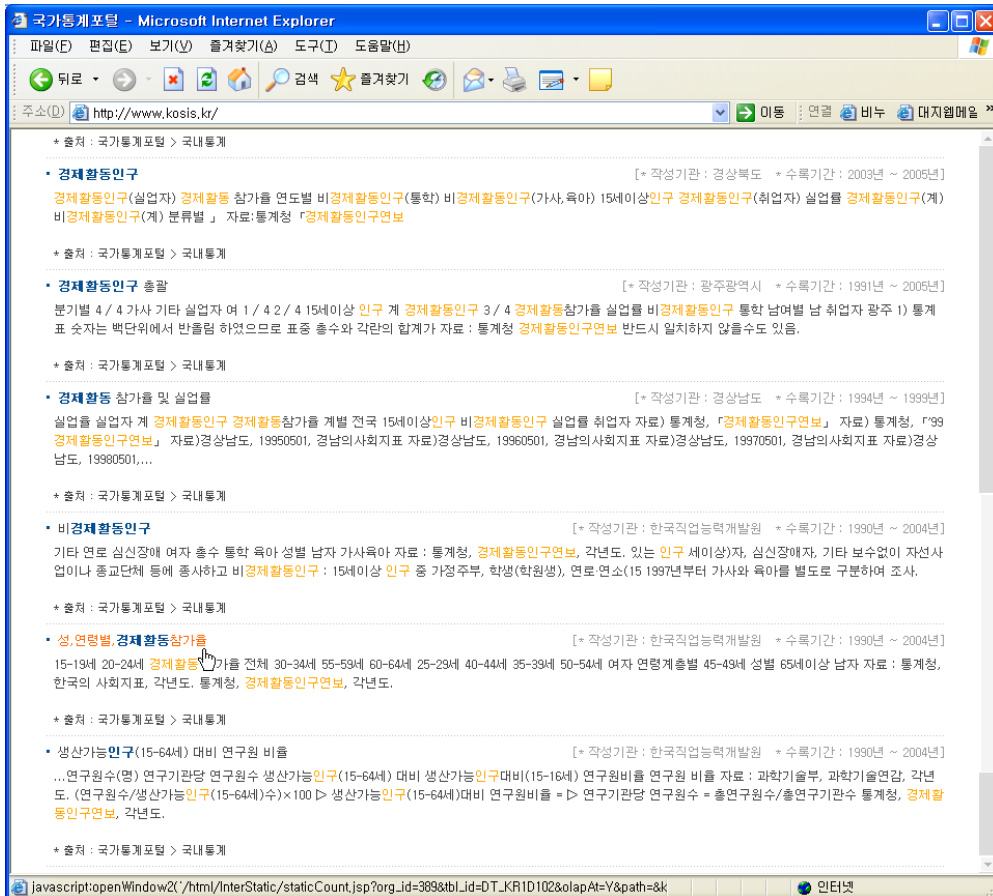 국가통계포털 - Microsoft Internet Explorer
파일(F) 편집(E) 보기(V) 즐겨찾기(A) 도구(T) 도움말(H)
뒤로 검색 즐겨찾기
주소(D) http://www.kosis.kr/ 이동 연결 비누 대지웹메일 »
* 출처 : 국가통계포털 > 국내통계
경제활동인구 [* 작성기관 : 경상북도 * 수록기간 : 2003년 ~ 2005년]
경제활동인구(실업자) 경제활동 참가율 연도별 비경제활동인구(통학) 비경제활동인구(가사,육아) 15세이상인구 경제활동인구(취업자) 실업률 경제활동인구(계)
비경제활동인구(계) 분류별 」 자료:통계청 「경제활동인구연보
* 출처 : 국가통계포털 > 국내통계
경제활동인구 총괄 [* 작성기관 : 광주광역시 * 수록기간 : 1991년 ~ 2005년]
분기별 4 / 4 가사 기타 실업자 여 1 / 4 2 / 4 15세이상 인구 계 경제활동인구 3 / 4 경제활동참가율 실업률 비경제활동인구 통학 남여별 남 취업자 광주 1) 통계
표 숫자는 백단위에서 반올림 하였으므로 표중 총수와 각란의 합계가 자료 : 통계청 경제활동인구연보 반드시 일치하지 않을수도 있음.
* 출처 : 국가통계포털 > 국내통계
경제활동 참가율 및 실업률 [* 작성기관 : 경상남도 * 수록기간 : 1994년 ~ 1999년]
실업율 실업자 계 경제활동인구 경제활동참가율 계별 전국 15세이상인구 비경제활동인구 실업률 취업자 자료) 통계청, 「경제활동안구연보」 자료) 통계청, 「'99
경제활동인구연보」 자료)경상남도, 19950501, 경남의사회지표 자료)경상남도, 19960501, 경남의사회지표 자료)경상남도, 19970501, 경남의사회지표 자료)경상
남도, 19980501,...
* 출처 : 국가통계포털 > 국내통계
비경제활동인구 [* 작성기관 : 한국직업능력개발원 * 수록기간 : 1990년 ~ 2004년]
기타 연로 심신장애 여자 총수 통학 육아 성별 남자 가사육아 자료 : 통계청, 경제활동인구연보, 각년도. 있는 인구 세이상)자, 심신장애자, 기타 보수없이 자선사
업이나 종교단체 등에 종사하고 비경제활동인구 : 15세이상 인구 중 가정주부, 학생(학원생), 연로·연소(15 1997년부터 가사와 육아를 별도로 구분하여 조사.
* 출처 : 국가통계포털 > 국내통계
성,연령별,경제활동참가율 [* 작성기관 : 한국직업능력개발원 * 수록기간 : 1990년 ~ 2004년]
15-19세 20-24세 경제활동 가율 전체 30-34세 55-59세 60-64세 25-29세 40-44세 35-39세 50-54세 여자 연령계층별 45-49세 성별 65세이상 남자 자료 : 통계청,
한국의 사회지표, 각년도. 통계청, 경제활동인구연보, 각년도.
* 출처 : 국가통계포털 > 국내통계
생산가능인구(15-64세) 대비 연구원 비율 [* 작성기관 : 한국직업능력개발원 * 수록기간 : 1990년 ~ 2004년]
...연구원수(명) 연구기관당 연구원수 생산가능인구(15-64세) 대비 생산가능인구대비(15-16세) 연구원비율 연구원 비율 자료 : 과학기술부, 과학기술연감, 각년
도. (연구원수/생산가능인구(15-64세)수)×100 ▷ 생산가능인구(15-64세)대비 연구원비율 = ▷ 연구기관당 연구원수 = 총연구원수/총연구기관수 통계청, 경제활
동인구연보, 각년도.
* 출처 : 국가통계포털 > 국내통계
javascript:openWindow2('/html/InterStatic/staticCount.jsp?org_id=389&tbl_id=DT_KR1D102&olapAt=Y&path=&k 인터넷